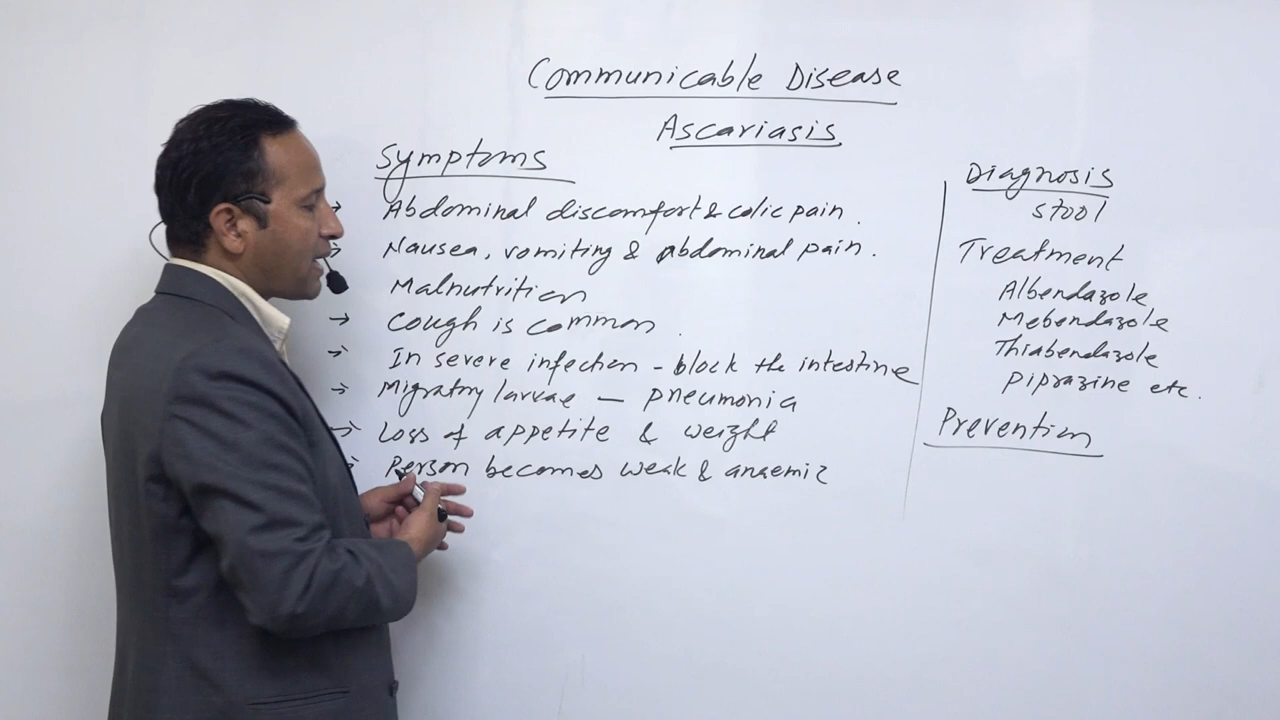 Communicable Disease
Ascariasis
Symptoms
→ Abdominal discomfort & colic pain.
→ Nausea, vomiting & abdominal pain.
Malnutrition
→ Cough is common.
→ In severe infection - block the intestine
→ Migratory larvae — pneumonia
→ Loss of appetite & weight
→ Person becomes weak & anaemic
Diagnosis
stool
Treatment
Albendazole
Mebendazole
Thiabendazole
Piprazine etc.
Prevention